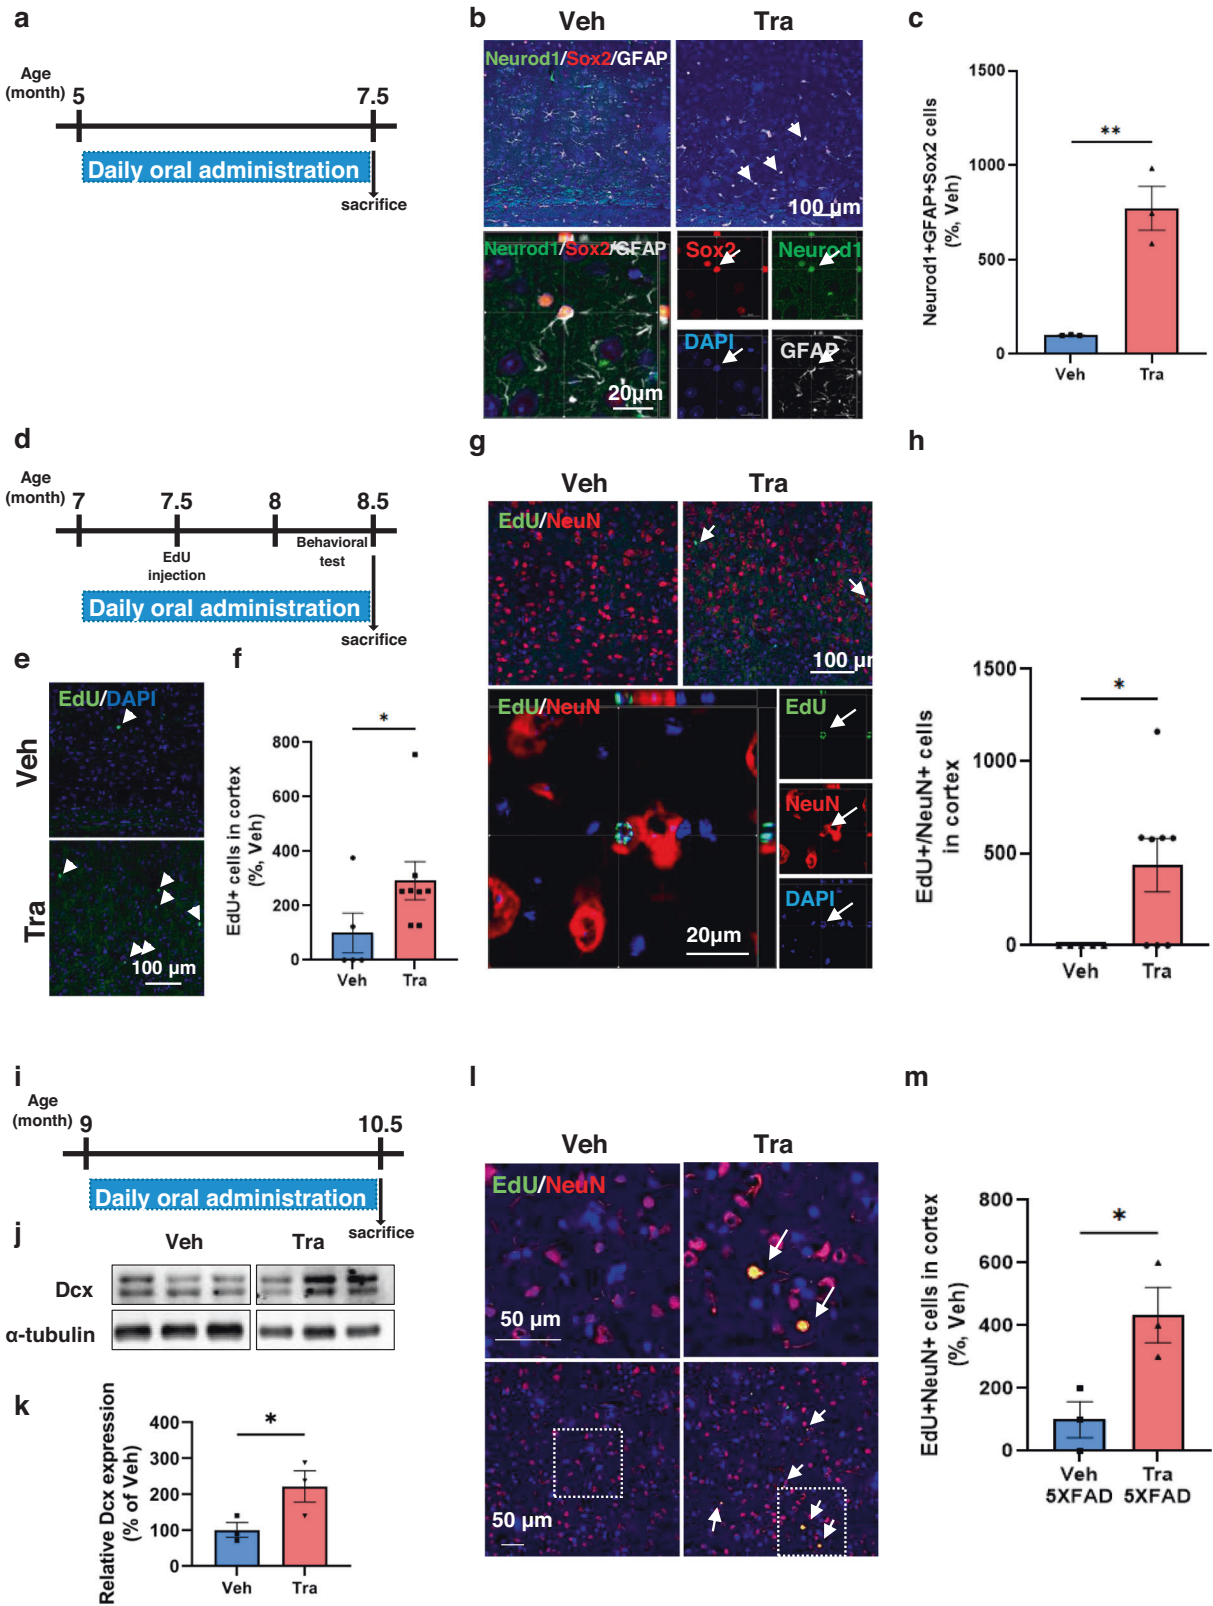 a
Age
(month)
5
7.5
Daily oral administration
sacrifice
b
Veh
Tra
Neurod1/Sox2/GFAP
100 µm
Neurod1/Sox2/GFAP
20µm
Sox2
Neurod1
DAPI
GFAP
c
Neurod1+GFAP+Sox2 cells
(%, Veh)
1500
1000
500
0
**
Veh
Tra
d
Age
(month)
7
7.5
8
8.5
EdU
injection
Behavioral
test
Daily oral administration
sacrifice
e
EdU/DAPI
Veh
Tra
100 µm
f
EdU+ cells in cortex
(%, Veh)
800
600
400
200
0
*
Veh
Tra
g
Veh
Tra
EdU/NeuN
100 µm
EdU/NeuN
20µm
EdU
NeuN
DAPI
h
EdU+/NeuN+ cells
in cortex
1500
1000
500
0
*
Veh
Tra
i
Age
(month)
9
10.5
Daily oral administration
sacrifice
j
Veh
Tra
Dcx
α-tubulin
k
Relative Dcx expression
(% of Veh)
400
300
200
100
0
*
Veh
Tra
l
Veh
Tra
EdU/NeuN
50 µm
50 µm
m
EdU+NeuN+ cells in cortex
(%, Veh)
800
600
400
200
0
*
Veh
5XFAD
Tra
5XFAD